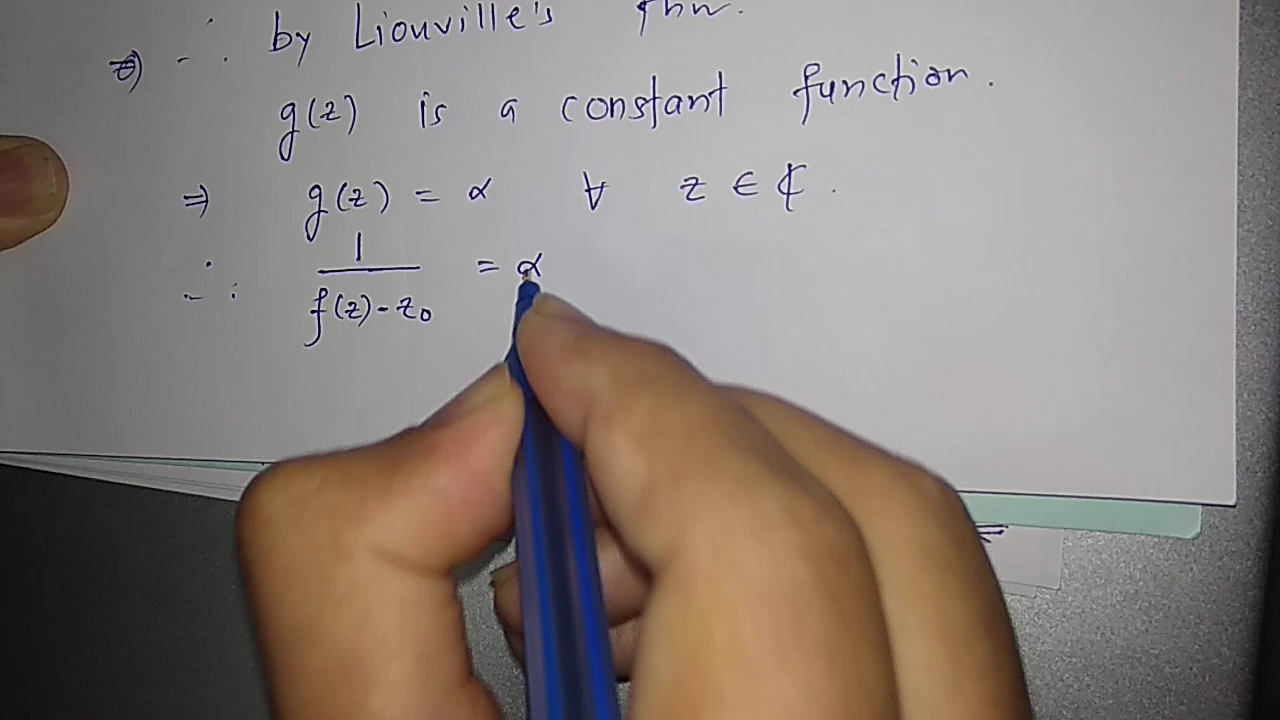 ⇒) ∴ by Liouville's thm.
g(z) is a constant function.
⇒ g(z) = α ∀ z ∈ ₵.
∴ 1/(f(z)-z₀) = α